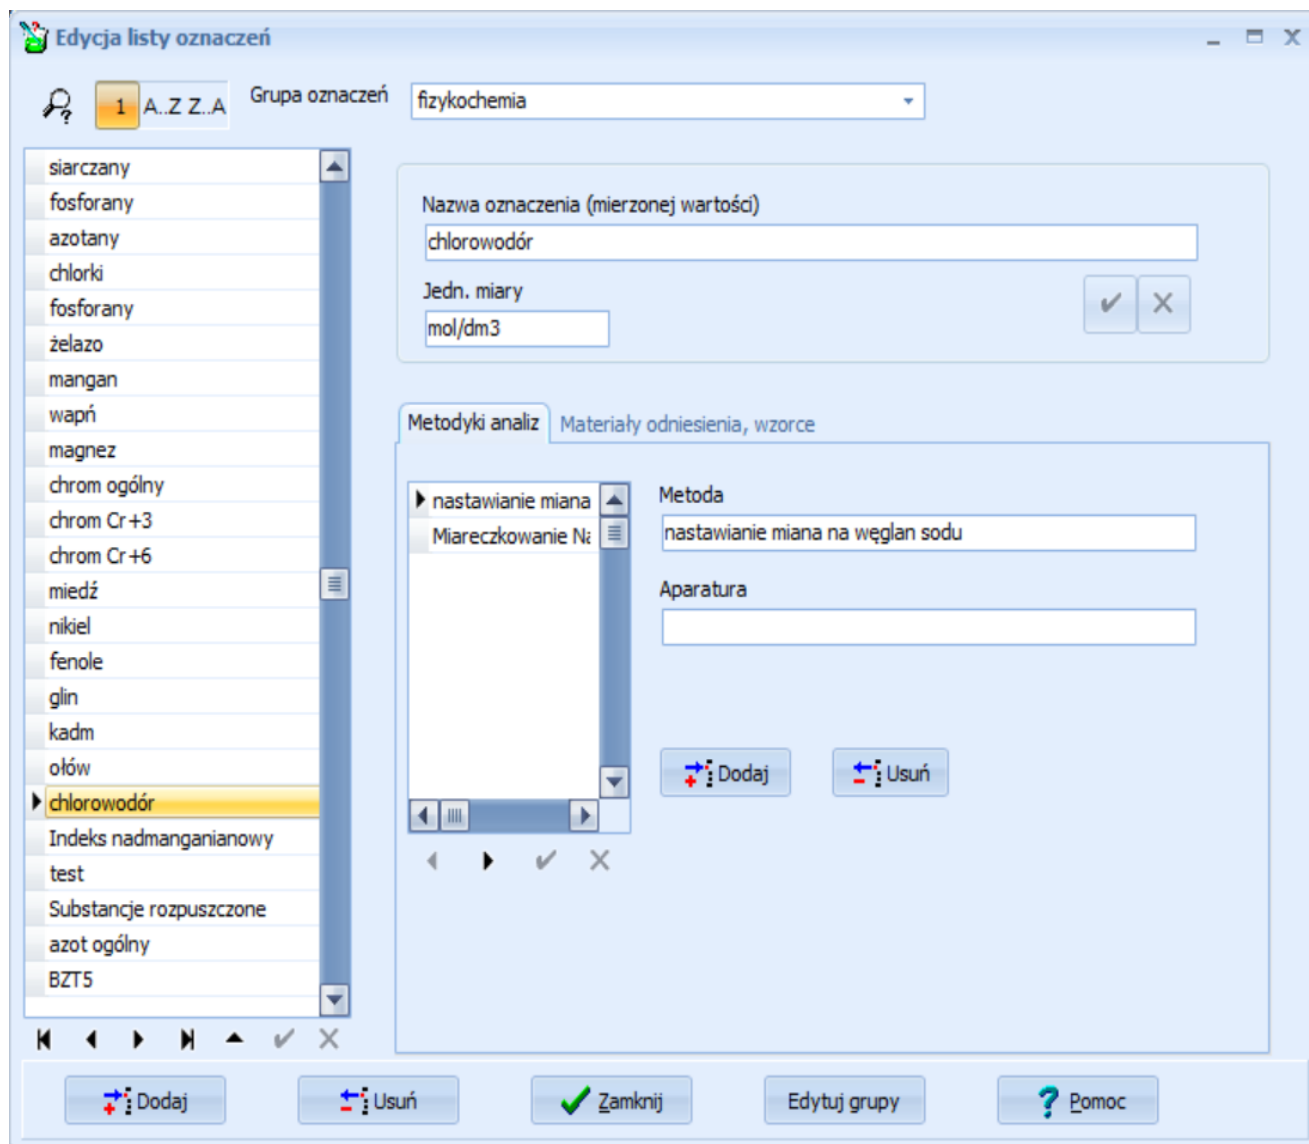 Edycja listy oznaczeń
1 A..Z Z..A Grupa oznaczeń fizykochemia
siarczany
fosforany
azotany
chlorki
fosforany
żelazo
mangan
wapń
magnez
chrom ogólny
chrom Cr+3
chrom Cr+6
miedź
nikiel
fenole
glin
kadm
ołów
chlorowodór
Indeks nadmanganianowy
test
Substancje rozpuszczone
azot ogólny
BZT5
Nazwa oznaczenia (mierzonej wartości)
chlorowodór
Jedn. miary
mol/dm3
Metodyki analiz Materiały odniesienia, wzorce
nastawianie miana
Miareczkowanie Na
Metoda
nastawianie miana na węglan sodu
Aparatura
Dodaj Usuń
Dodaj Usuń Zamknij Edytuj grupy Pomoc